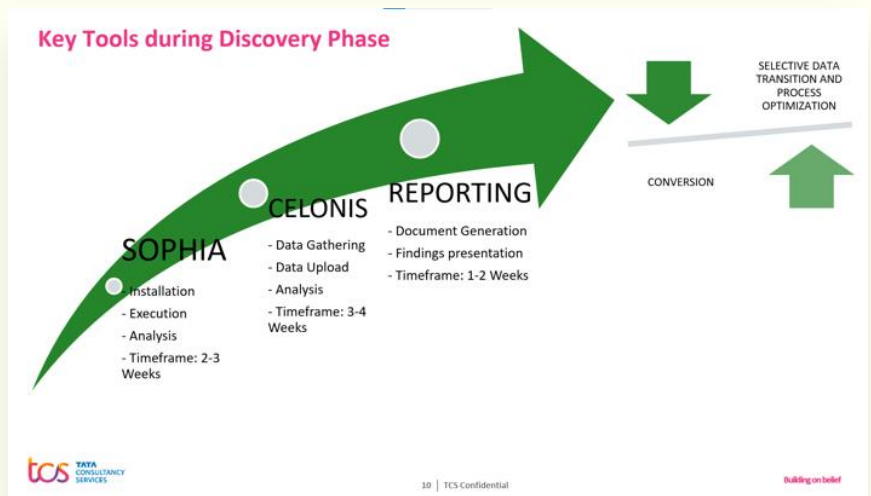 Key Tools during Discovery Phase
SELECTIVE DATA
TRANSITION AND
PROCESS
OPTIMIZATION
CONVERSION
REPORTING
- Document Generation
- Findings presentation
- Timeframe: 1-2 Weeks
CELONIS
- Data Gathering
- Data Upload
- Analysis
- Timeframe: 3-4
Weeks
SOPHIA
- Installation
- Execution
- Analysis
- Timeframe: 2-3
Weeks
tcs TATA
CONSULTANCY
SERVICES
10 | TCS Confidential
Building on belief